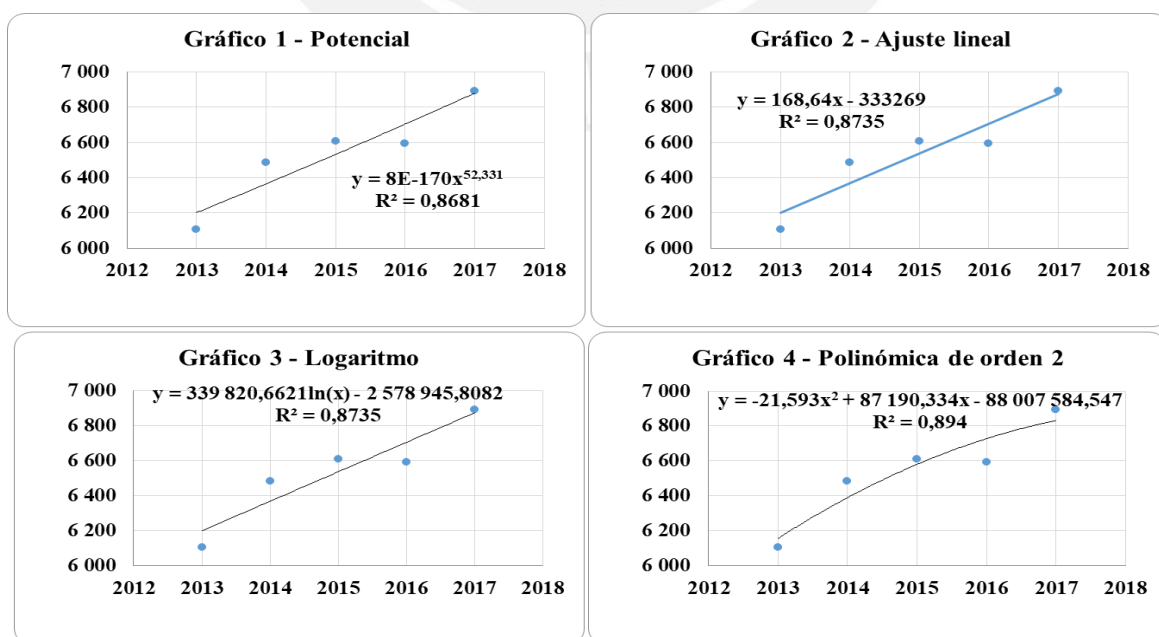 Gráfico 1 - Potencial
7 000
6 800
6 600
6 400
6 200
6 000
y = 8E-170x^52,331
R² = 0,8681
2012 2013 2014 2015 2016 2017 2018
Gráfico 2 - Ajuste lineal
7 000
6 800
6 600
6 400
6 200
6 000
y = 168,64x - 333269
R² = 0,8735
2012 2013 2014 2015 2016 2017 2018
Gráfico 3 - Logaritmo
7 000
6 800
6 600
6 400
6 200
6 000
y = 339 820,6621ln(x) - 2 578 945,8082
R² = 0,8735
2012 2013 2014 2015 2016 2017 2018
Gráfico 4 - Polinómica de orden 2
7 000
6 800
6 600
6 400
6 200
6 000
y = -21,593x² + 87 190,334x - 88 007 584,547
R² = 0,894
2012 2013 2014 2015 2016 2017 2018